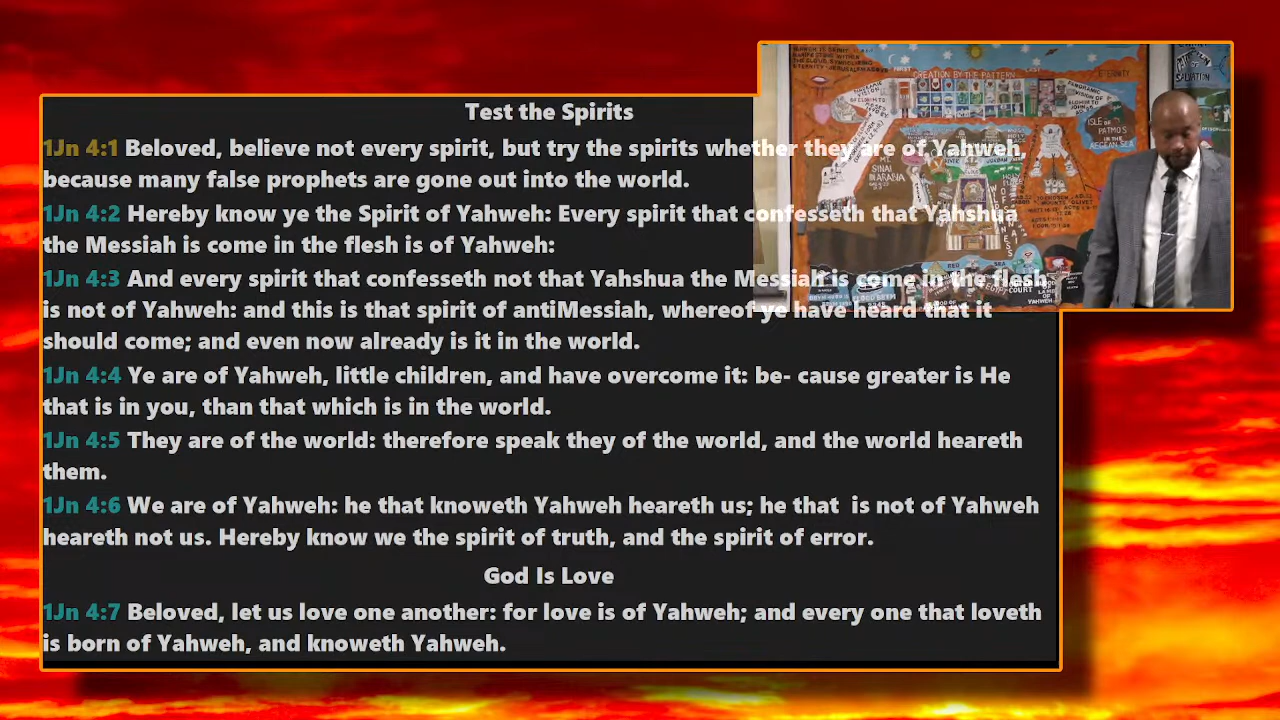 Test the Spirits
1Jn 4:1 Beloved, believe not every spirit, but try the spirits whether they are of Yahweh,
because many false prophets are gone out into the world.
1Jn 4:2 Hereby know ye the Spirit of Yahweh: Every spirit that confesseth that Yahshua
the Messiah is come in the flesh is of Yahweh:
1Jn 4:3 And every spirit that confesseth not that Yahshua the Messiah is come in the flesh
is not of Yahweh: and this is that spirit of antiMessiah, whereof ye have heard that it
should come; and even now already is it in the world.
1Jn 4:4 Ye are of Yahweh, little children, and have overcome it: be- cause greater is He
that is in you, than that which is in the world.
1Jn 4:5 They are of the world: therefore speak they of the world, and the world heareth
them.
1Jn 4:6 We are of Yahweh: he that knoweth Yahweh heareth us; he that  is not of Yahweh
heareth not us. Hereby know we the spirit of truth, and the spirit of error.
God Is Love
1Jn 4:7 Beloved, let us love one another: for love is of Yahweh; and every one that loveth
is born of Yahweh, and knoweth Yahweh.
CREATION BY THE PATTERN
ETERNITY
PANORAMIC
VISION OF
ISLE OF
PATMOS
IN THE
AEGEAN SEA
SINAI
IN ARABIA
RED SEA
EGYPT
COURT
OF
SALVATION